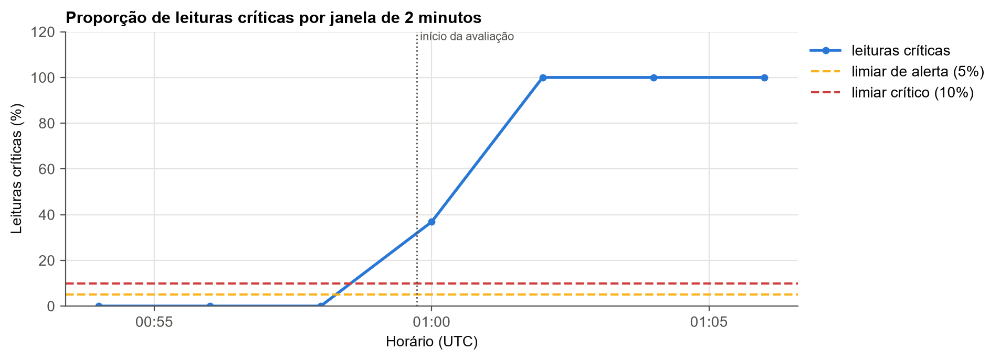 Proporção de leituras críticas por janela de 2 minutos
120
100
80
60
40
20
0
Leituras críticas (%)
início da avaliação
00:55
01:00
01:05
Horário (UTC)
leituras críticas
limiar de alerta (5%)
limiar crítico (10%)